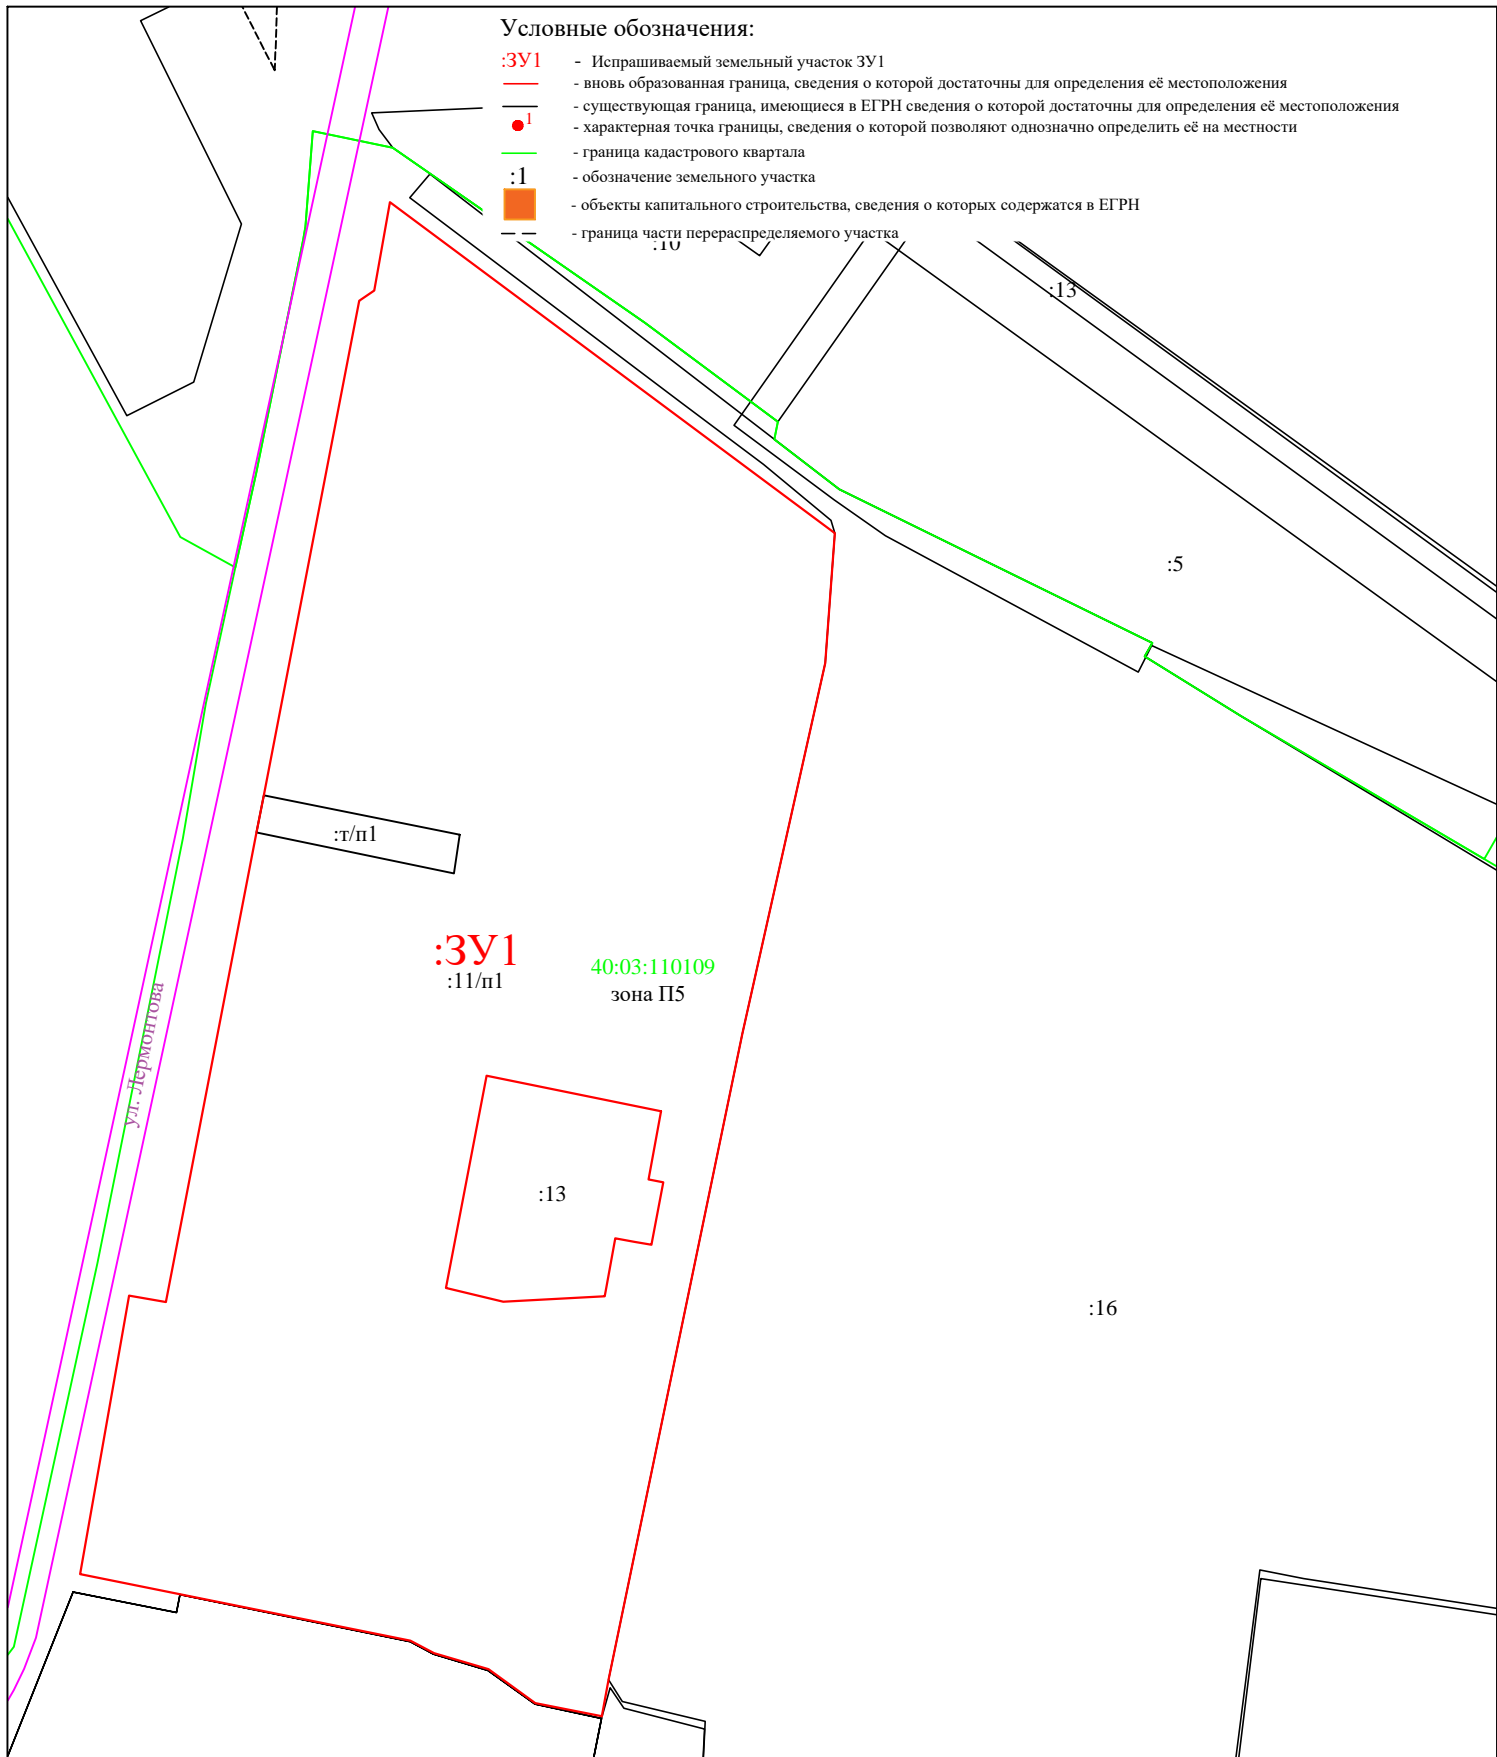 Условные обозначения:
:ЗУ1 - Испрашиваемый земельный участок ЗУ1
- вновь образованная граница, сведения о которой достаточны для определения её местоположения
- существующая граница, имеющиеся в ЕГРН сведения о которой достаточны для определения её местоположения
1 - характерная точка границы, сведения о которой позволяют однозначно определить её на местности
- граница кадастрового квартала
:1 - обозначение земельного участка
- объекты капитального строительства, сведения о которых содержатся в ЕГРН
- граница части перераспределяемого участка
:10
:13
:5
:т/п1
:ЗУ1
:11/п1
40:03:110109
зона П5
ул. Лермонтова
:13
:16